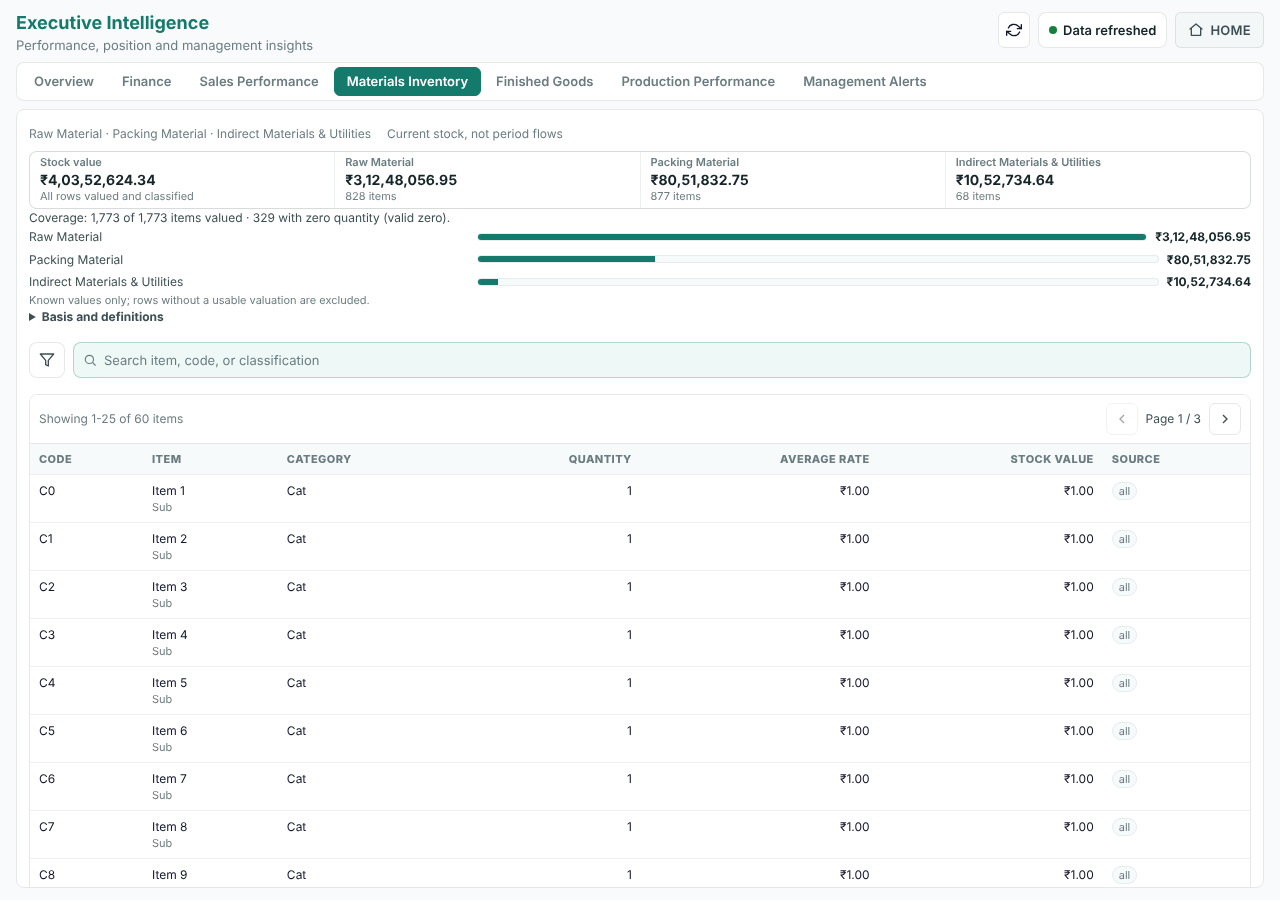 Executive Intelligence
Performance, position and management insights
Data refreshed
HOME
Overview Finance Sales Performance Materials Inventory Finished Goods Production Performance Management Alerts
Raw Material · Packing Material · Indirect Materials & Utilities Current stock, not period flows
Stock value Raw Material Packing Material Indirect Materials & Utilities
₹4,03,52,624.34 ₹3,12,48,056.95 ₹80,51,832.75 ₹10,52,734.64
All rows valued and classified 828 items 877 items 68 items
Coverage: 1,773 of 1,773 items valued · 329 with zero quantity (valid zero).
Raw Material ₹3,12,48,056.95
Packing Material ₹80,51,832.75
Indirect Materials & Utilities ₹10,52,734.64
Known values only; rows without a usable valuation are excluded.
Basis and definitions
Search item, code, or classification
Showing 1-25 of 60 items Page 1 / 3
CODE ITEM CATEGORY QUANTITY AVERAGE RATE STOCK VALUE SOURCE
C0 Item 1 Cat 1 ₹1.00 ₹1.00 all
Sub
C1 Item 2 Cat 1 ₹1.00 ₹1.00 all
Sub
C2 Item 3 Cat 1 ₹1.00 ₹1.00 all
Sub
C3 Item 4 Cat 1 ₹1.00 ₹1.00 all
Sub
C4 Item 5 Cat 1 ₹1.00 ₹1.00 all
Sub
C5 Item 6 Cat 1 ₹1.00 ₹1.00 all
Sub
C6 Item 7 Cat 1 ₹1.00 ₹1.00 all
Sub
C7 Item 8 Cat 1 ₹1.00 ₹1.00 all
Sub
C8 Item 9 Cat 1 ₹1.00 ₹1.00 all